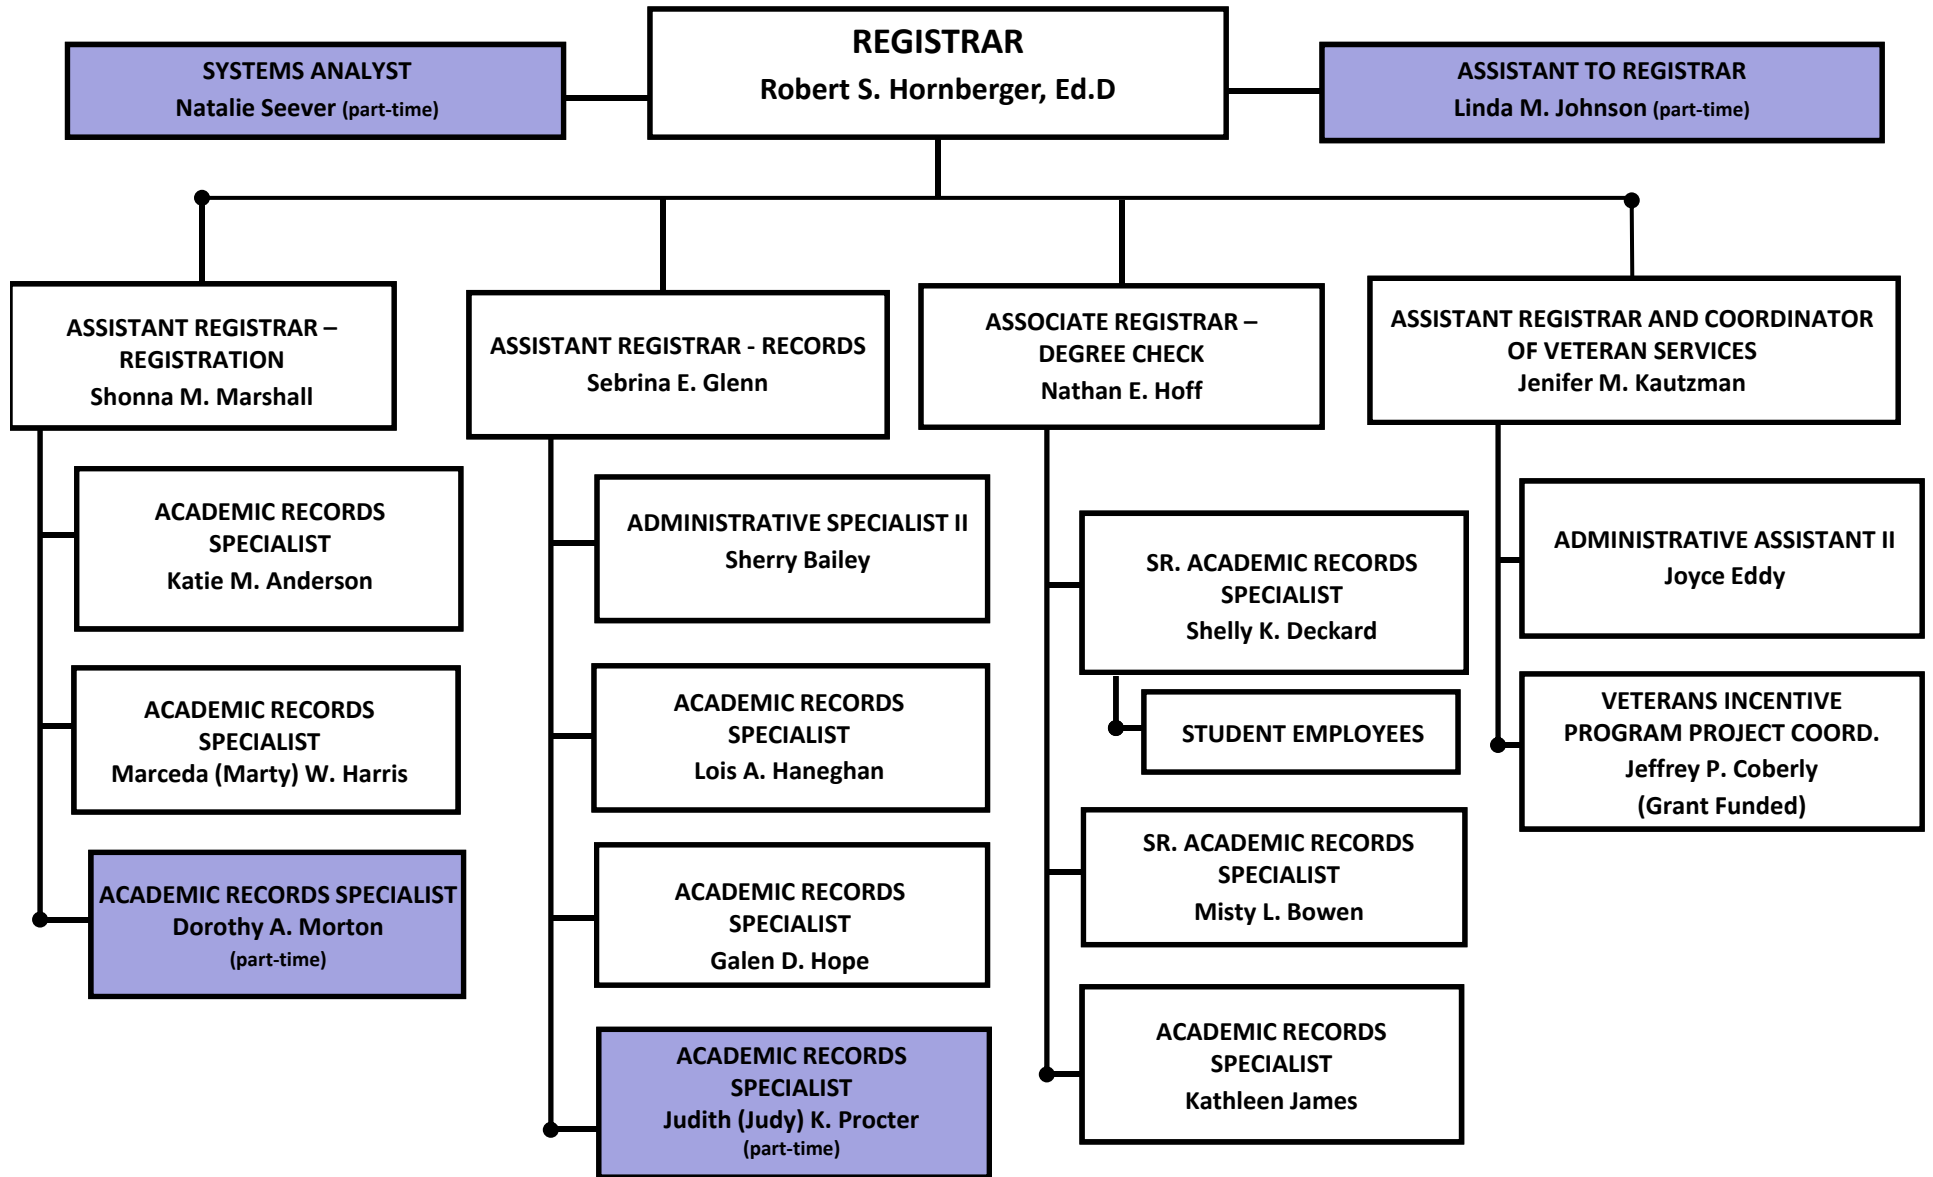 REGISTRAR
Robert S. Hornberger, Ed.D
SYSTEMS ANALYST
Natalie Seever (part-time)
ASSISTANT TO REGISTRAR
Linda M. Johnson (part-time)
ASSISTANT REGISTRAR –
REGISTRATION
Shonna M. Marshall
ACADEMIC RECORDS
SPECIALIST
Katie M. Anderson
ACADEMIC RECORDS
SPECIALIST
Marceda (Marty) W. Harris
ACADEMIC RECORDS SPECIALIST
Dorothy A. Morton
(part-time)
ASSISTANT REGISTRAR - RECORDS
Sebrina E. Glenn
ADMINISTRATIVE SPECIALIST II
Sherry Bailey
ACADEMIC RECORDS
SPECIALIST
Lois A. Haneghan
ACADEMIC RECORDS
SPECIALIST
Galen D. Hope
ACADEMIC RECORDS
SPECIALIST
Judith (Judy) K. Procter
(part-time)
ASSOCIATE REGISTRAR –
DEGREE CHECK
Nathan E. Hoff
SR. ACADEMIC RECORDS
SPECIALIST
Shelly K. Deckard
STUDENT EMPLOYEES
SR. ACADEMIC RECORDS
SPECIALIST
Misty L. Bowen
ACADEMIC RECORDS
SPECIALIST
Kathleen James
ASSISTANT REGISTRAR AND COORDINATOR
OF VETERAN SERVICES
Jenifer M. Kautzman
ADMINISTRATIVE ASSISTANT II
Joyce Eddy
VETERANS INCENTIVE
PROGRAM PROJECT COORD.
Jeffrey P. Coberly
(Grant Funded)